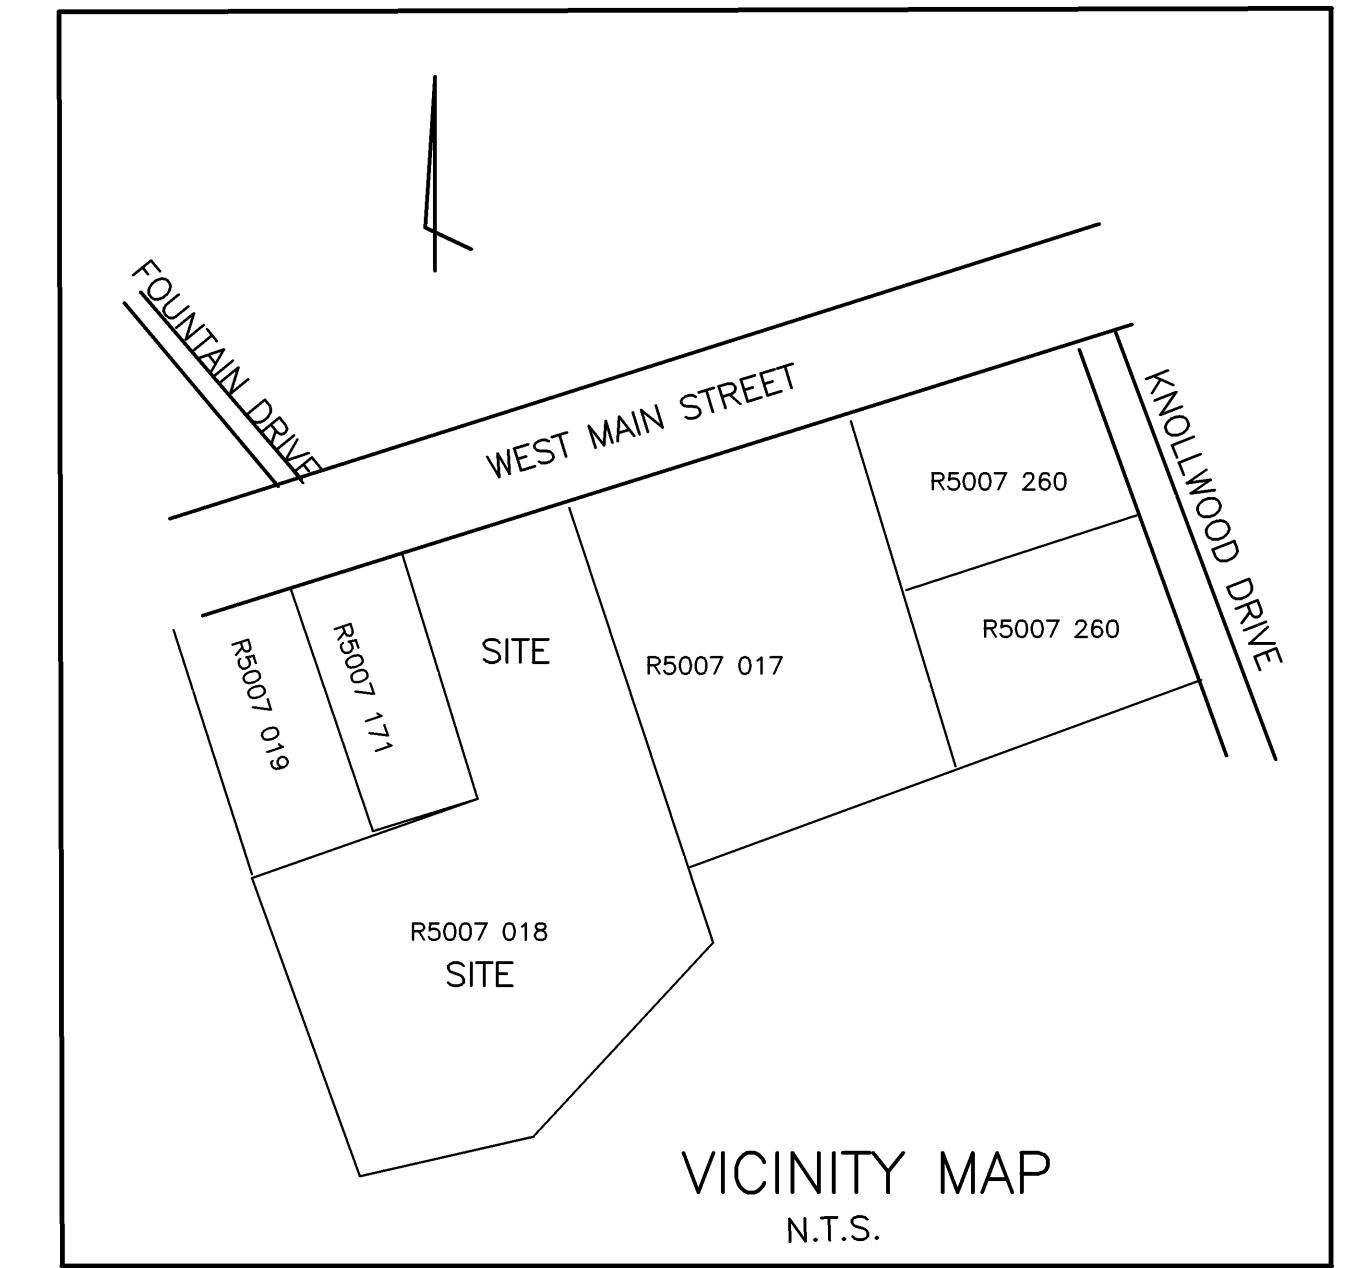 FOUNTAIN DRIVE
WEST MAIN STREET
KNOLLWOOD DRIVE
R5007 260
R5007 260
R5007 019
R5007 171
SITE
R5007 017
R5007 018
SITE
VICINITY MAP
N.T.S.